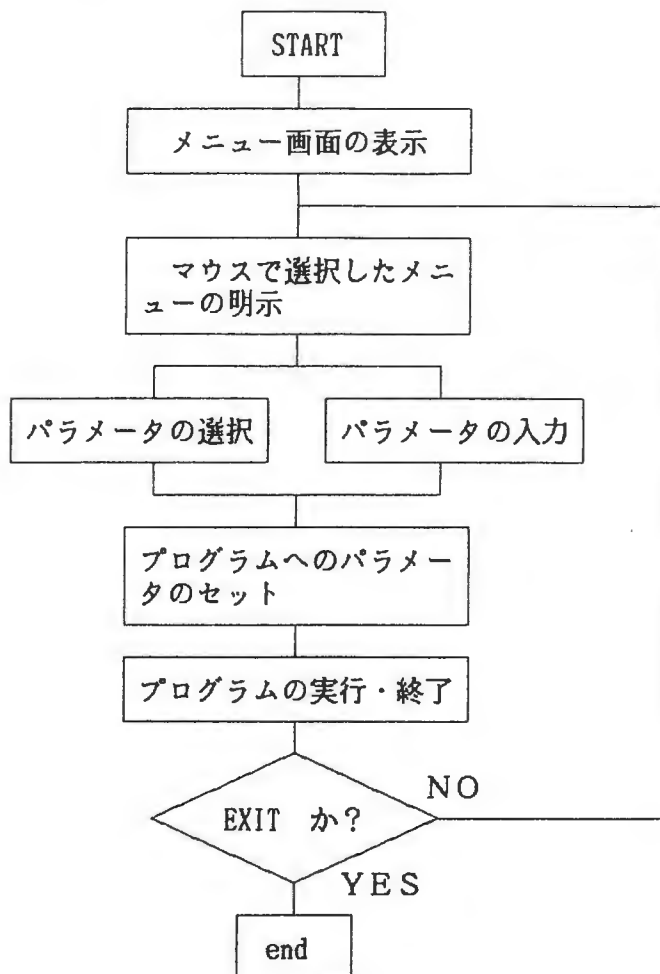 START
メニュー画面の表示
マウスで選択したメニ
ューの明示
パラメータの選択
パラメータの入力
プログラムへのパラメー
タのセット
プログラムの実行・終了
EXIT か?
NO
YES
end